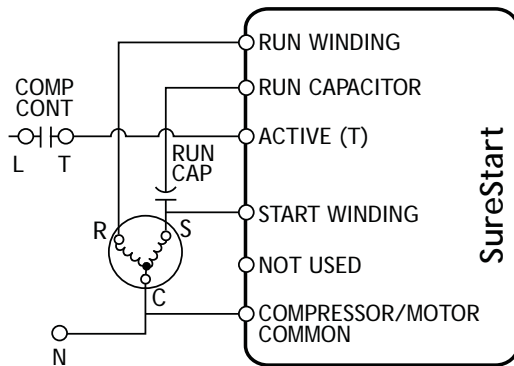 RUN WINDING
COMP
CONT
RUN CAPACITOR
L
T
ACTIVE (T)
RUN
CAP
R
S
START WINDING
NOT USED
C
COMPRESSOR/MOTOR
COMMON
N
SureStart